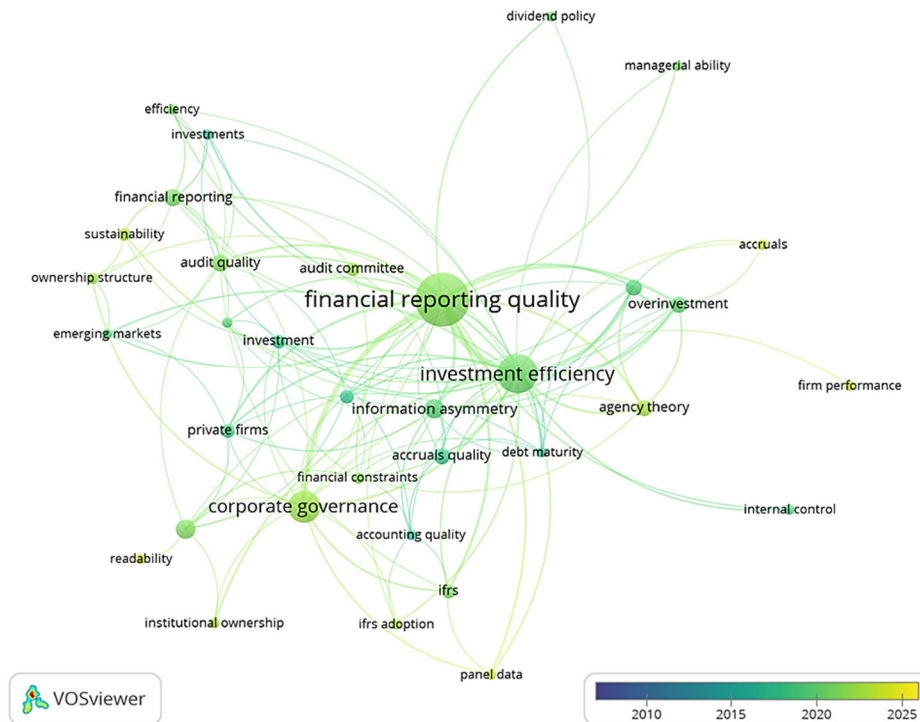 dividend policy
managerial ability
efficiency
investments
financial reporting
sustainability
accruals
audit quality
audit committee
ownership structure
financial reporting quality
overinvestment
emerging markets
investment
investment efficiency
firm performance
information asymmetry
agency theory
private firms
accruals quality
debt maturity
financial constraints
corporate governance
internal control
accounting quality
readability
ifrs
institutional ownership
ifrs adoption
panel data
VOSviewer
2010 2015 2020 2025